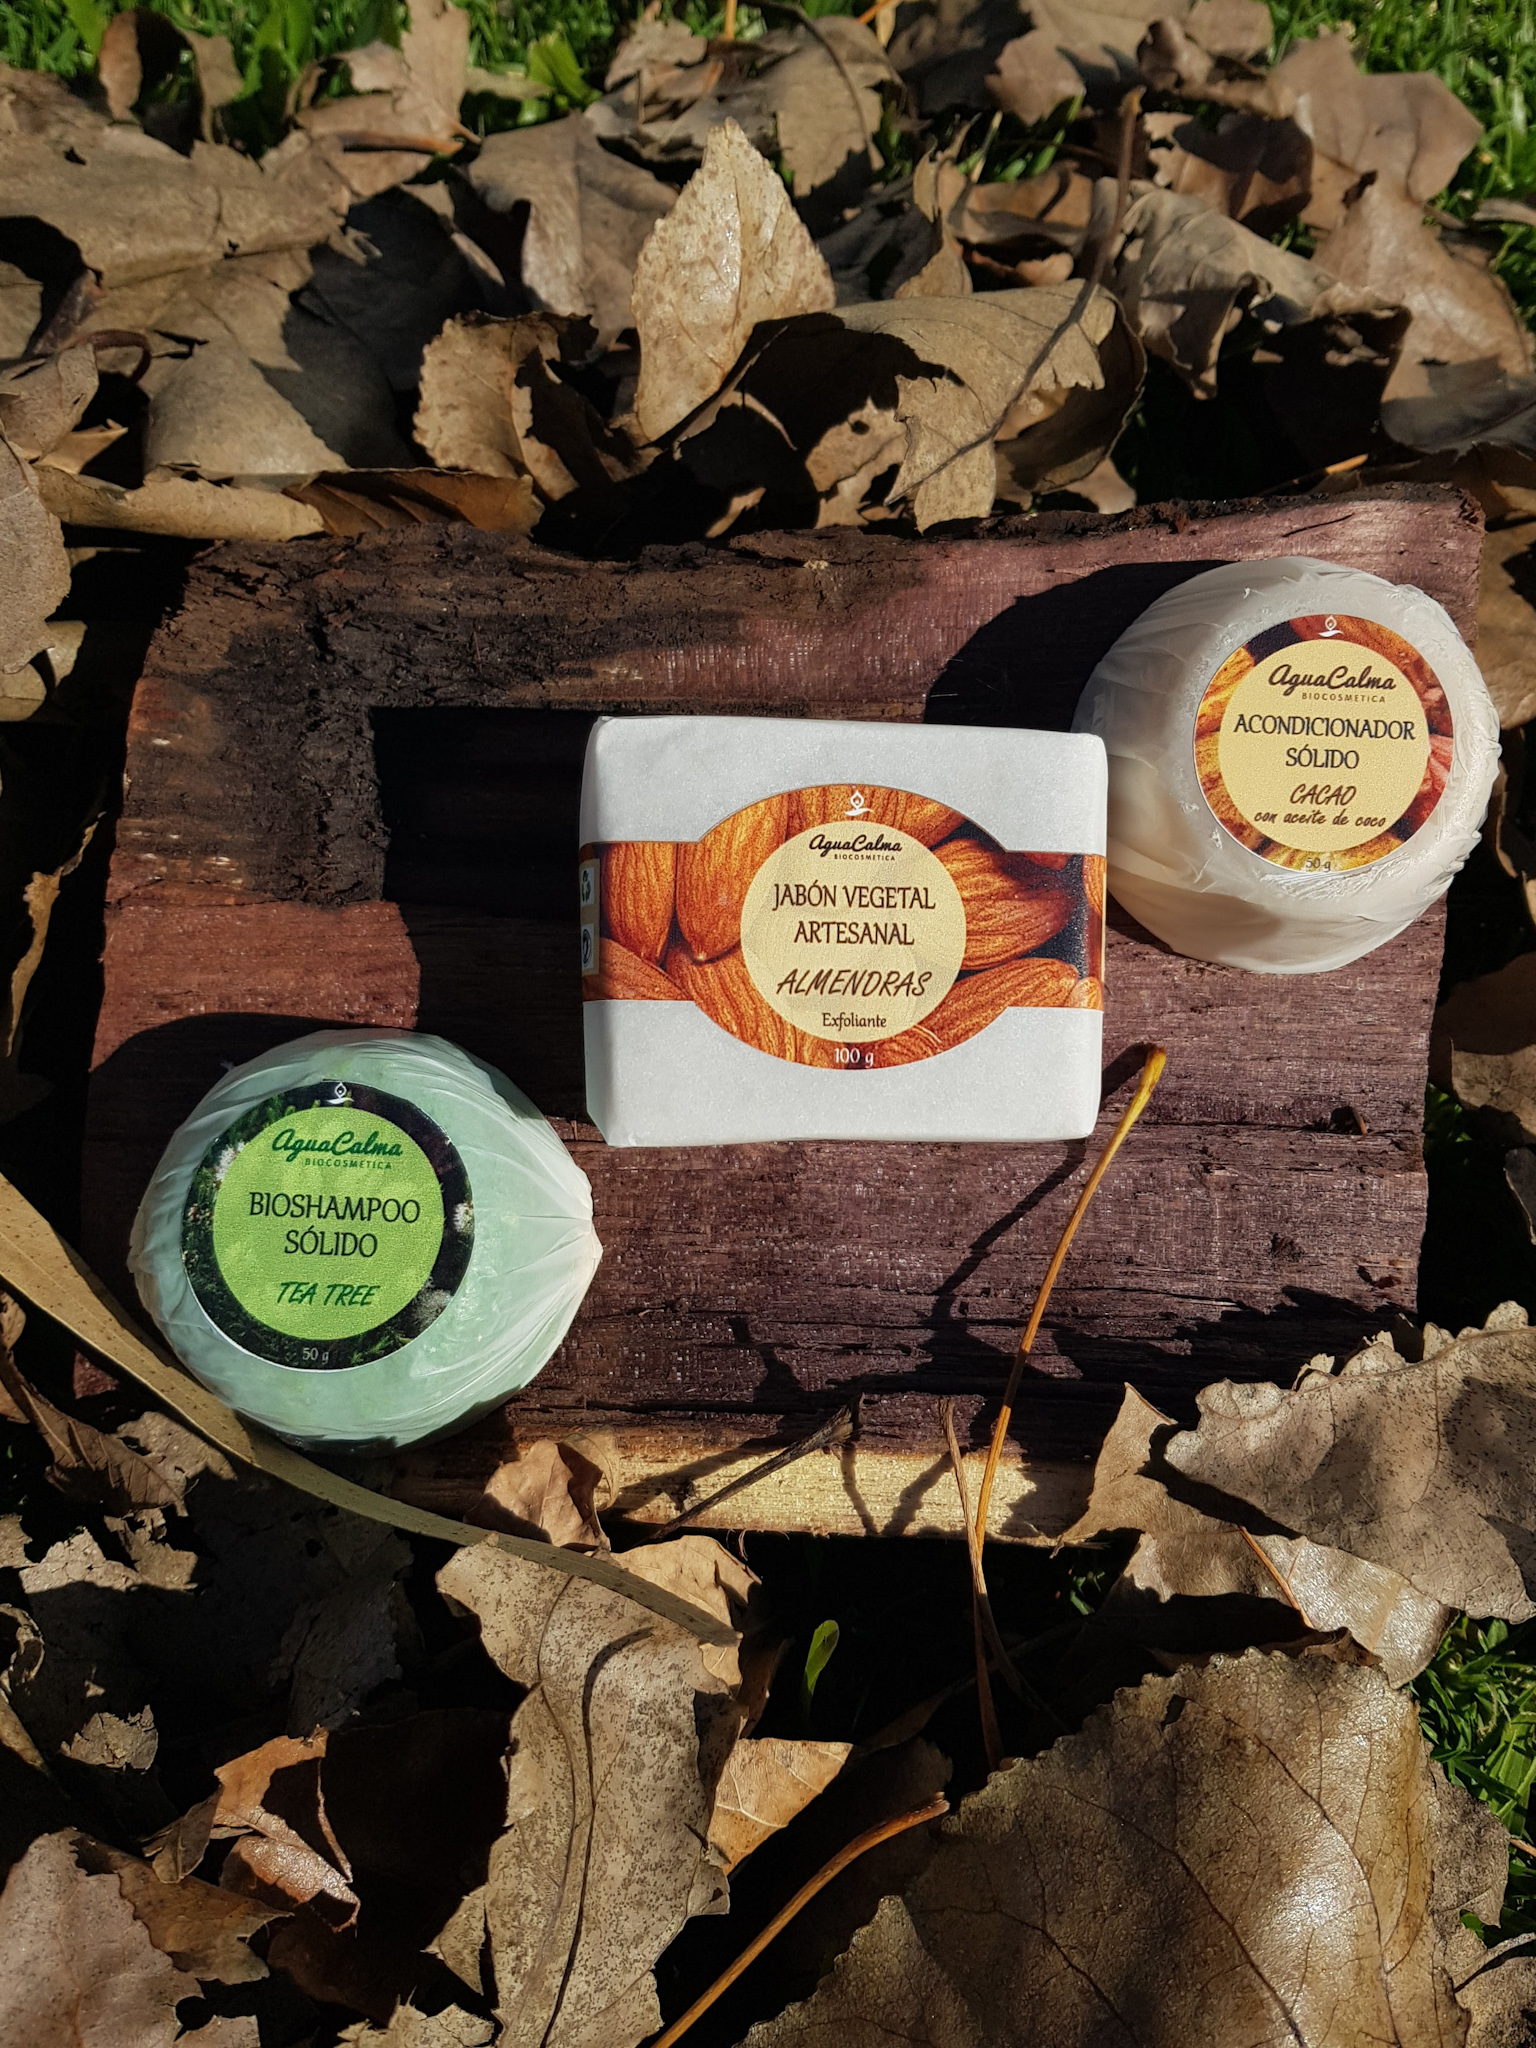 AguaCalma
BIOCOSMETICA
ACONDICIONADOR
SÓLIDO
CACAO
con aceite de coco
50 g
AguaCalma
BIOCOSMETICA
JABÓN VEGETAL
ARTESANAL
ALMENDRAS
Exfoliante
100 g
AguaCalma
BIOCOSMETICA
BIOSHAMPOO
SÓLIDO
TEA TREE
50 g